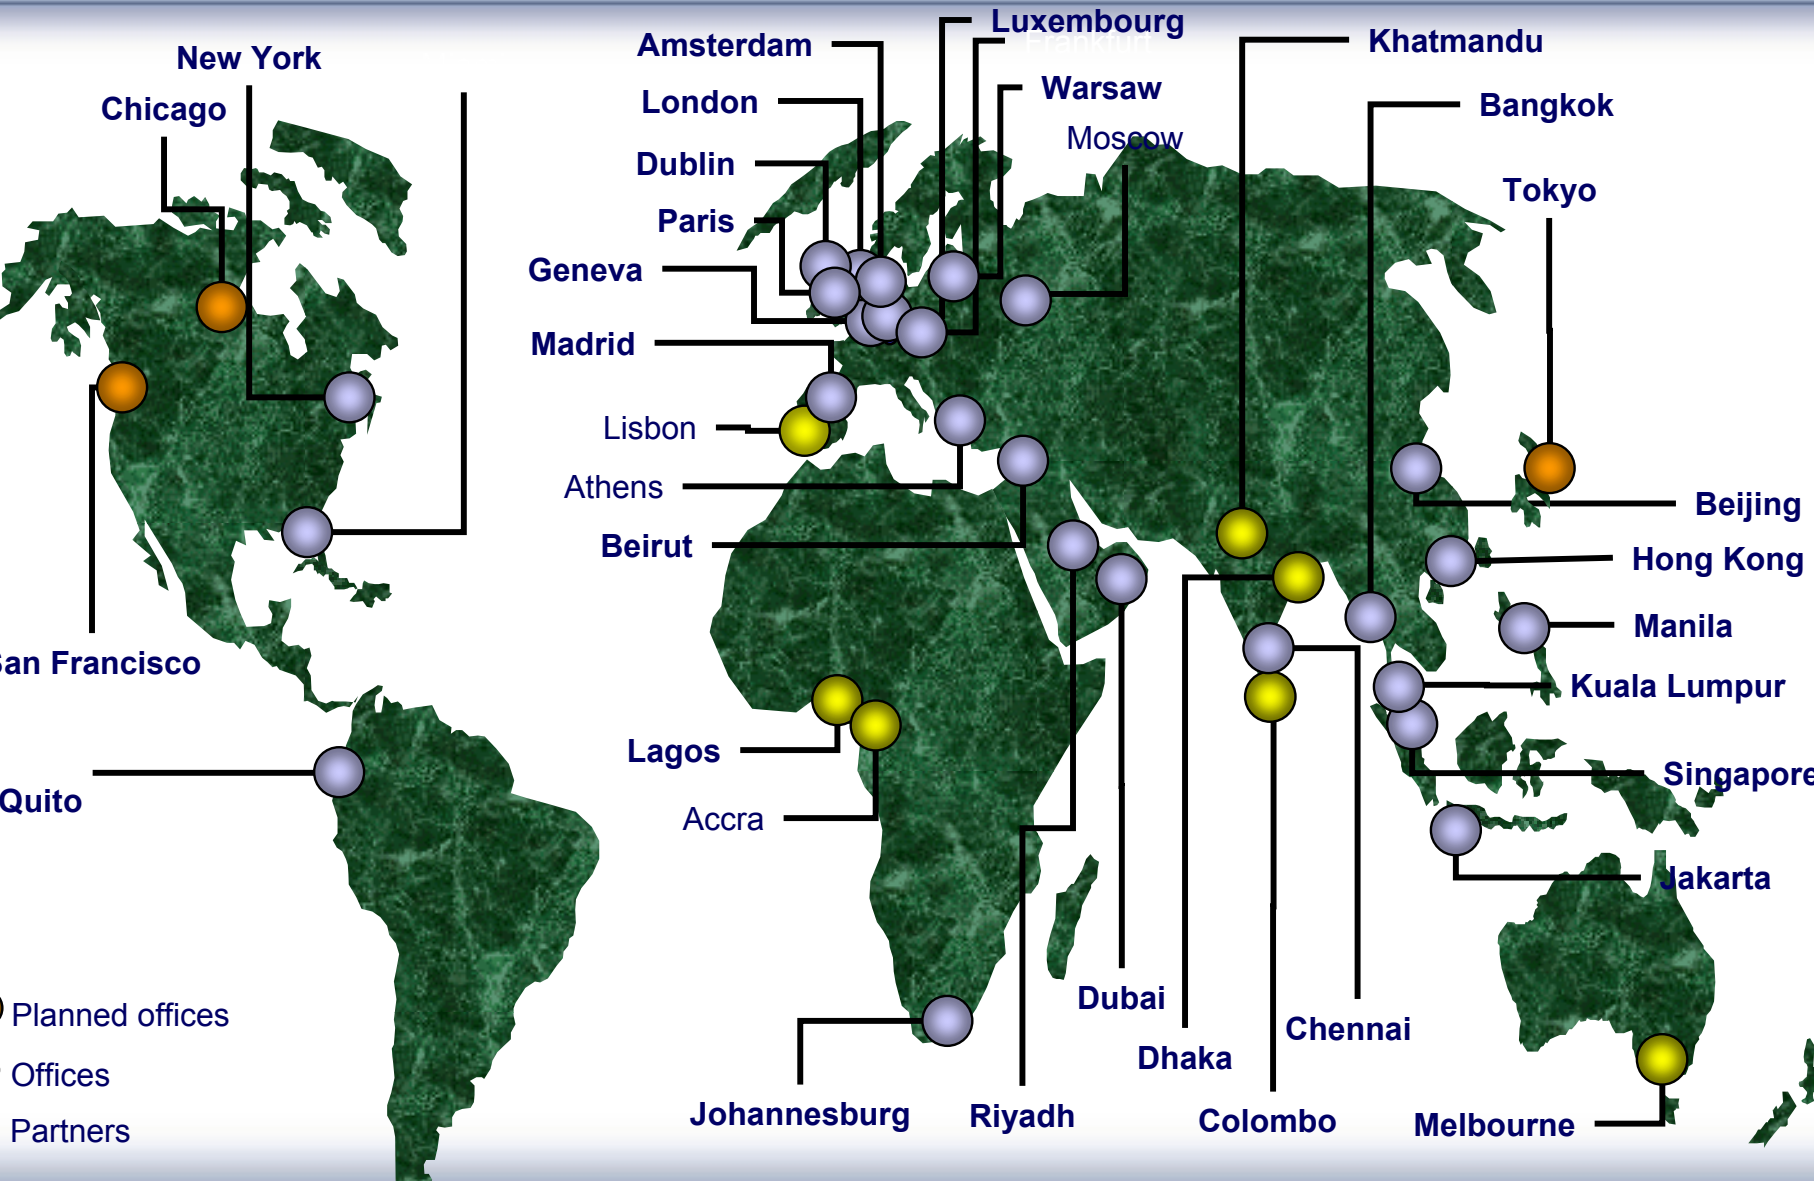 New York
Chicago
San Francisco
Quito
Planned offices
Offices
Partners
Luxembourg
Frankfurt
Amsterdam
London
Dublin
Paris
Geneva
Madrid
Lisbon
Athens
Beirut
Lagos
Accra
Johannesburg
Riyadh
Warsaw
Moscow
Khatmandu
Bangkok
Tokyo
Beijing
Hong Kong
Manila
Kuala Lumpur
Singapore
Jakarta
Dubai
Chennai
Dhaka
Colombo
Melbourne